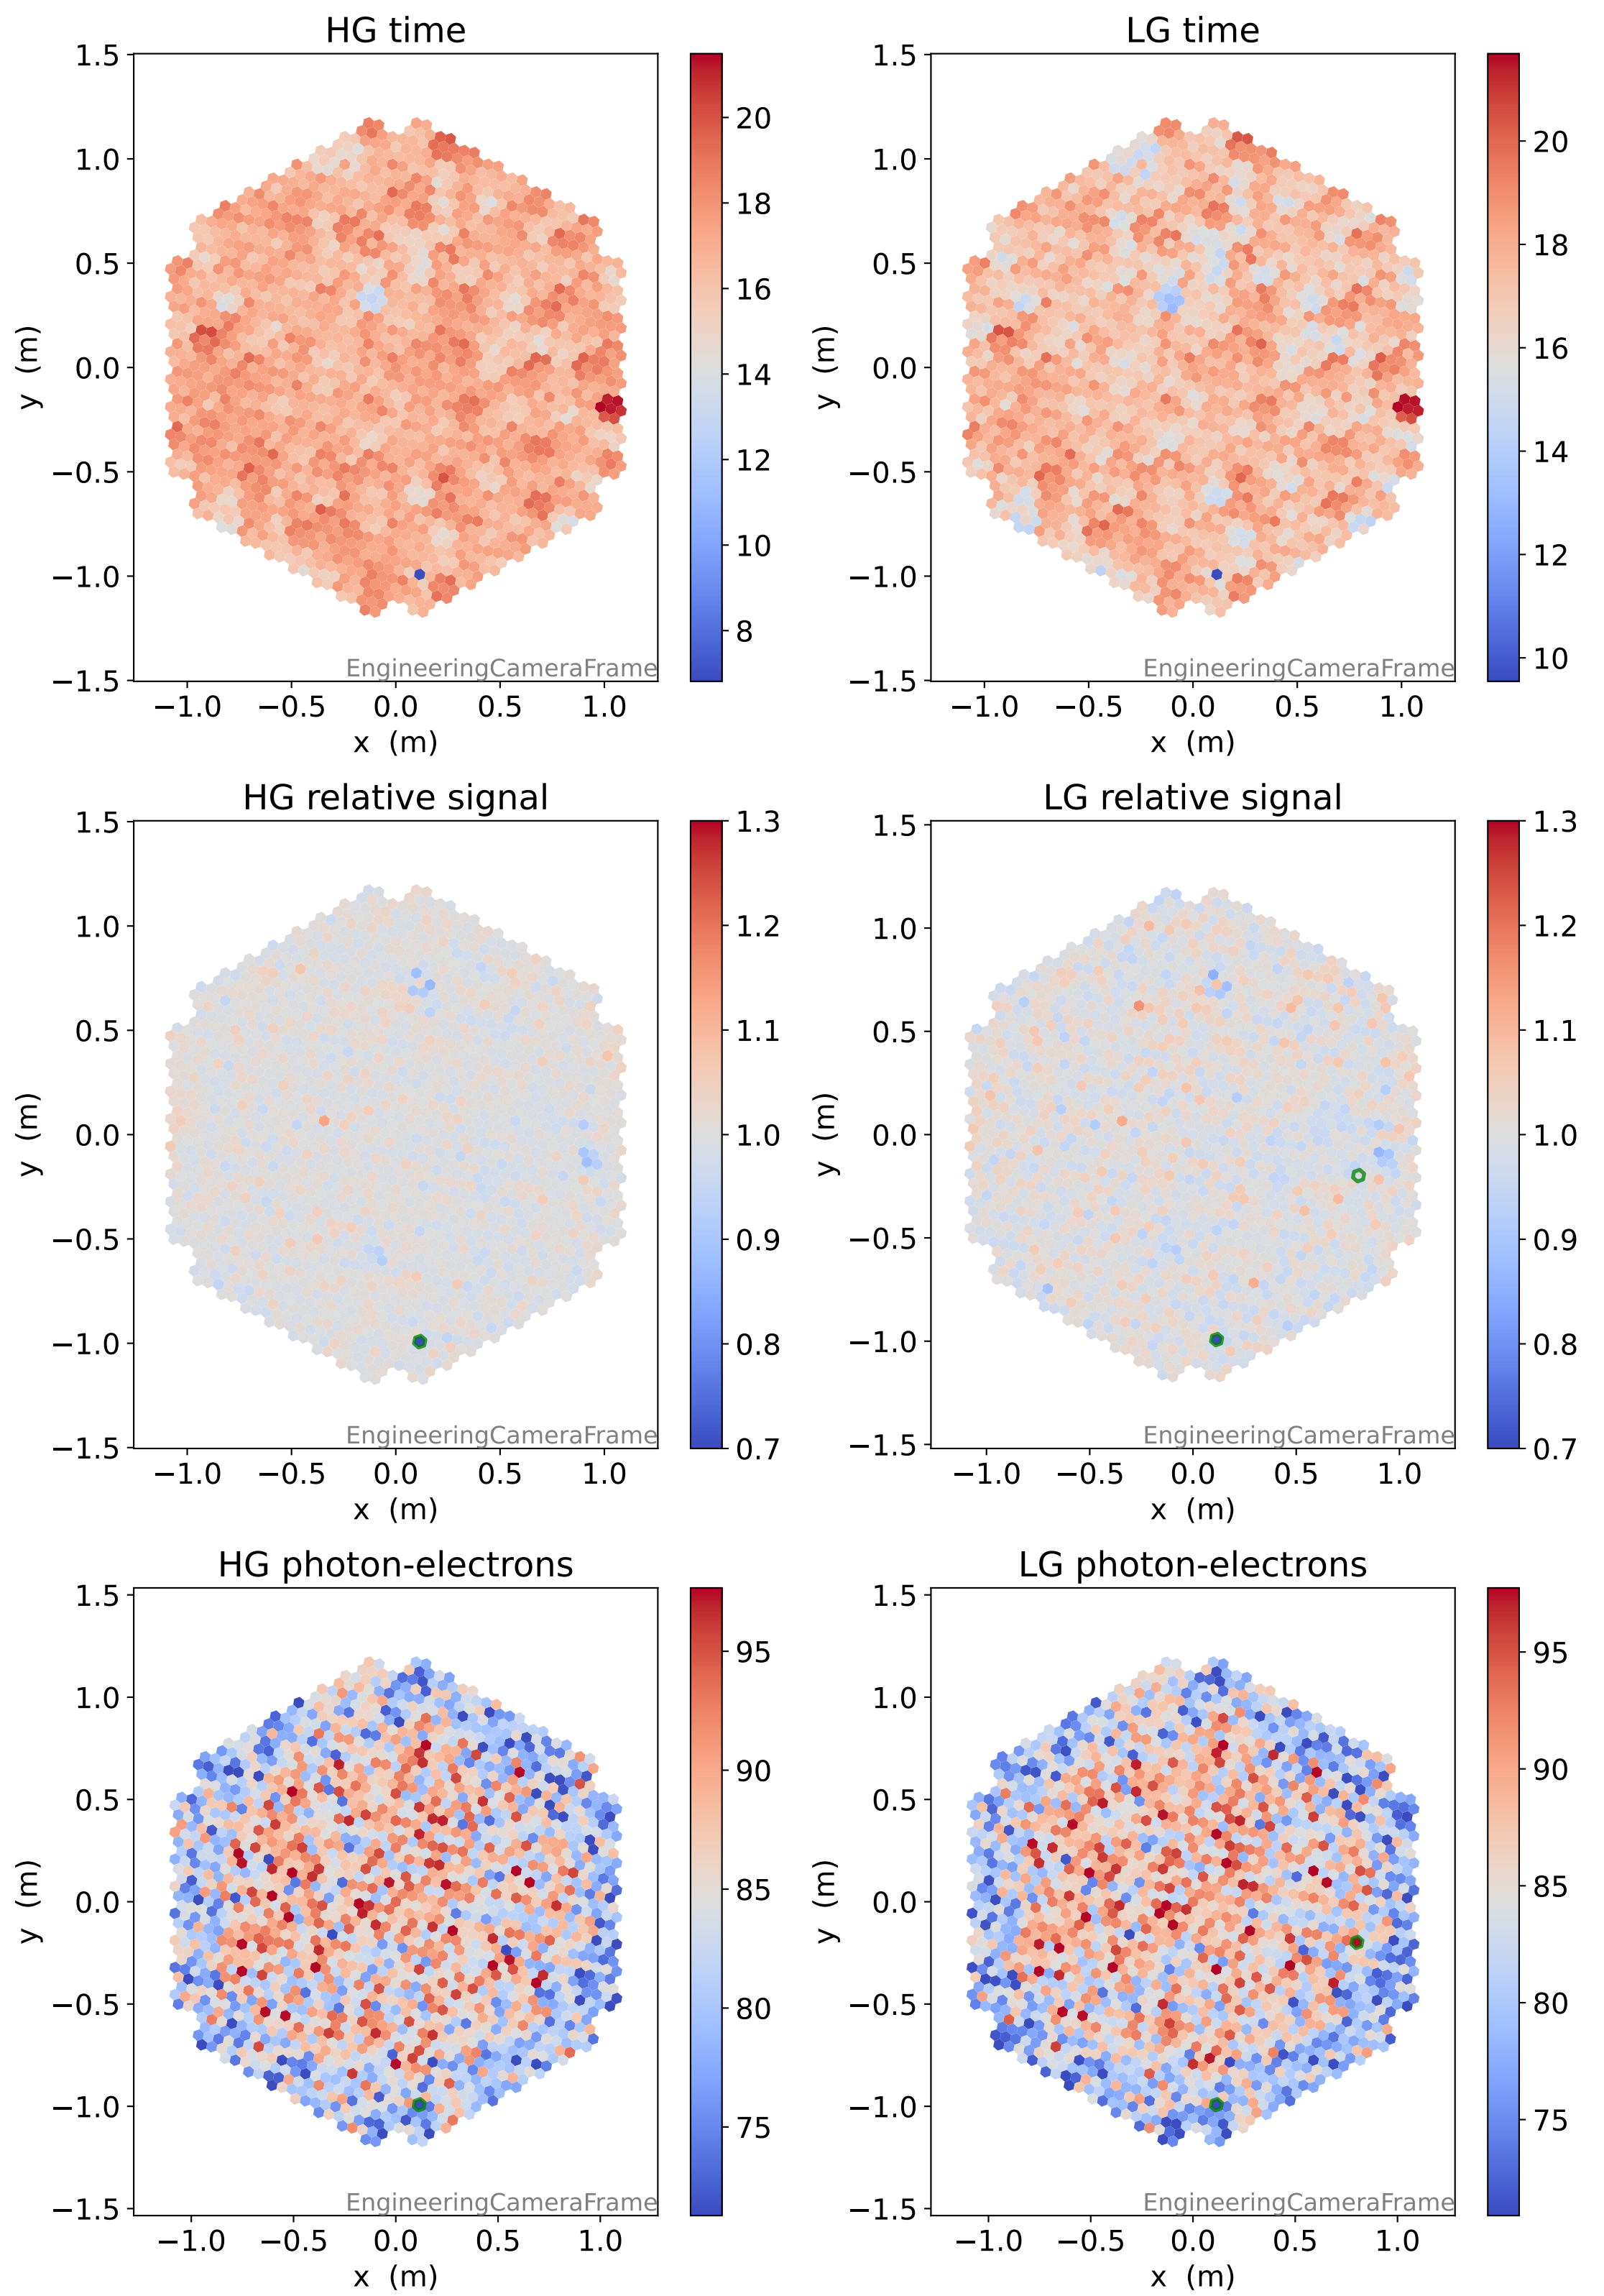 HG time
1.5
1.0
0.5
0.0
−0.5
−1.0
−1.5
−1.0 −0.5 0.0 0.5 1.0
x (m)
y (m)
EngineeringCameraFrame
20
18
16
14
12
10
8
LG time
1.5
1.0
0.5
0.0
−0.5
−1.0
−1.5
−1.0 −0.5 0.0 0.5 1.0
x (m)
y (m)
EngineeringCameraFrame
20
18
16
14
12
10
HG relative signal
1.5
1.0
0.5
0.0
−0.5
−1.0
−1.5
−1.0 −0.5 0.0 0.5 1.0
x (m)
y (m)
EngineeringCameraFrame
1.3
1.2
1.1
1.0
0.9
0.8
0.7
LG relative signal
1.5
1.0
0.5
0.0
−0.5
−1.0
−1.5
−1.0 −0.5 0.0 0.5 1.0
x (m)
y (m)
EngineeringCameraFrame
1.3
1.2
1.1
1.0
0.9
0.8
0.7
HG photon-electrons
1.5
1.0
0.5
0.0
−0.5
−1.0
−1.5
−1.0 −0.5 0.0 0.5 1.0
x (m)
y (m)
EngineeringCameraFrame
95
90
85
80
75
LG photon-electrons
1.5
1.0
0.5
0.0
−0.5
−1.0
−1.5
−1.0 −0.5 0.0 0.5 1.0
x (m)
y (m)
EngineeringCameraFrame
95
90
85
80
75